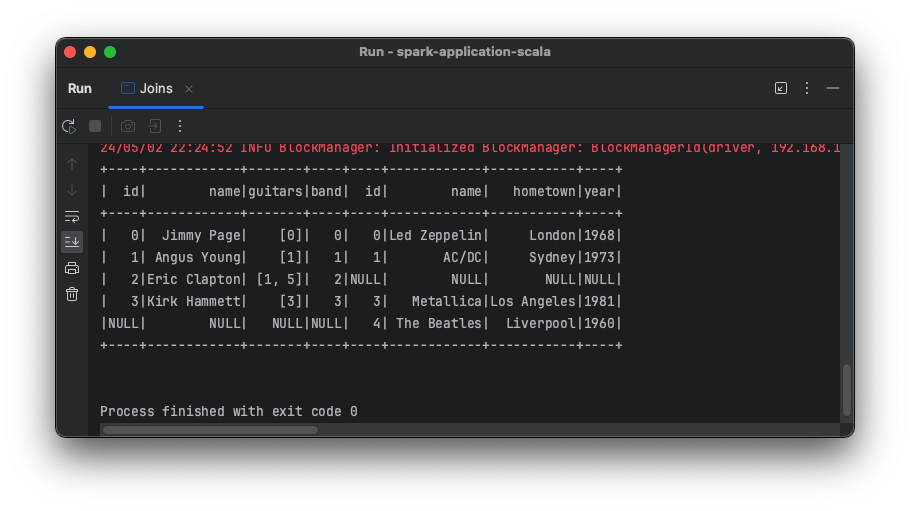 Run - spark-application-scala
Run Joins
24/05/02 22:24:52 INFO BlockManager: Initialized BlockManager: BlockManagerId(driver, 192.168.1
+----+------------+-------+----+----+------------+-----------+----+
|  id|        name|guitars|band|  id|        name|   hometown|year|
+----+------------+-------+----+----+------------+-----------+----+
|   0|  Jimmy Page|    [0]|   0|   0|Led Zeppelin|     London|1968|
|   1| Angus Young|    [1]|   1|   1|       AC/DC|     Sydney|1973|
|   2|Eric Clapton| [1, 5]|   2|NULL|        NULL|       NULL|NULL|
|   3|Kirk Hammett|    [3]|   3|   3|   Metallica|Los Angeles|1981|
|NULL|        NULL|   NULL|NULL|   4| The Beatles|  Liverpool|1960|
+----+------------+-------+----+----+------------+-----------+----+
Process finished with exit code 0